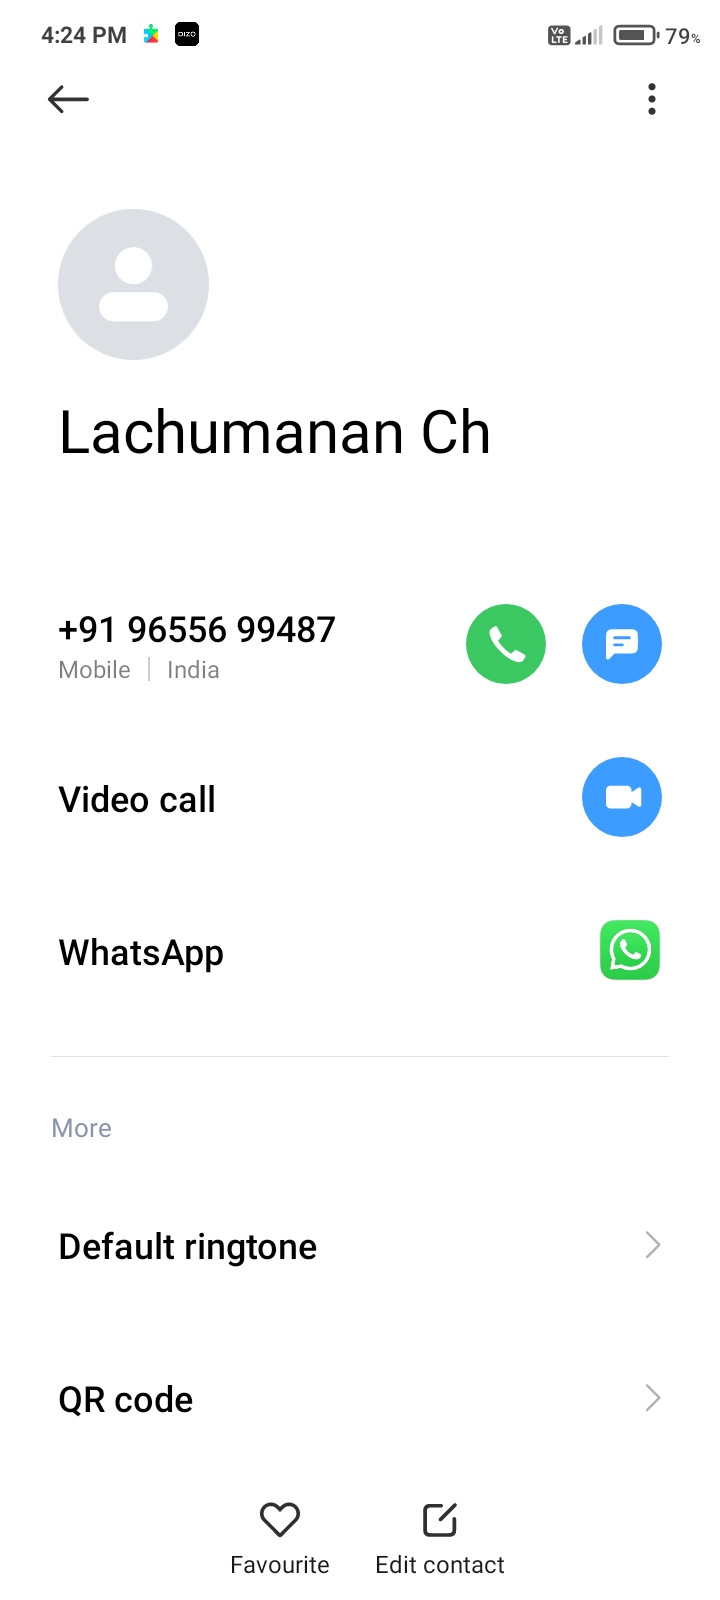 4:24 PM DIZO Vo LTE 79%
Lachumanan Ch
+91 96556 99487
Mobile | India
Video call
WhatsApp
More
Default ringtone
QR code
Favourite Edit contact